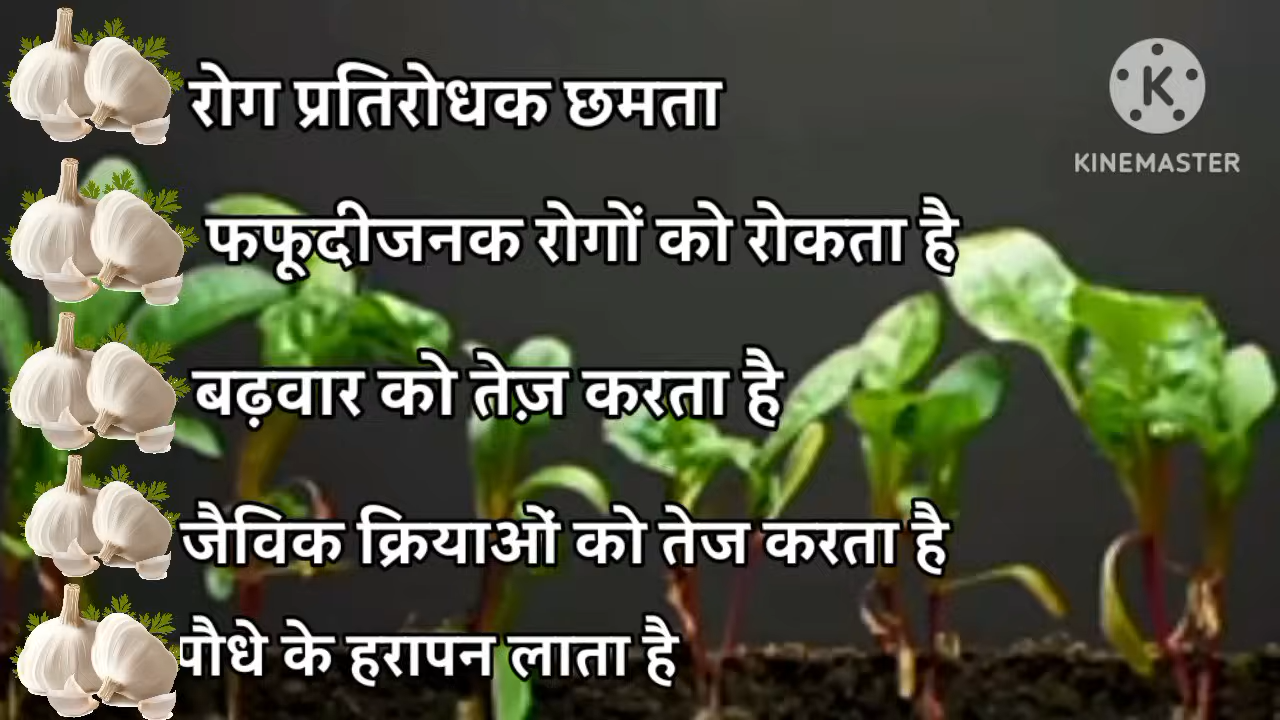 रोग प्रतिरोधक छमता
KINEMASTER
फफूदीजनक रोगों को रोकता है
बढ़वार को तेज़ करता है
जैविक क्रियाओं को तेज करता है
पौधे के हरापन लाता है